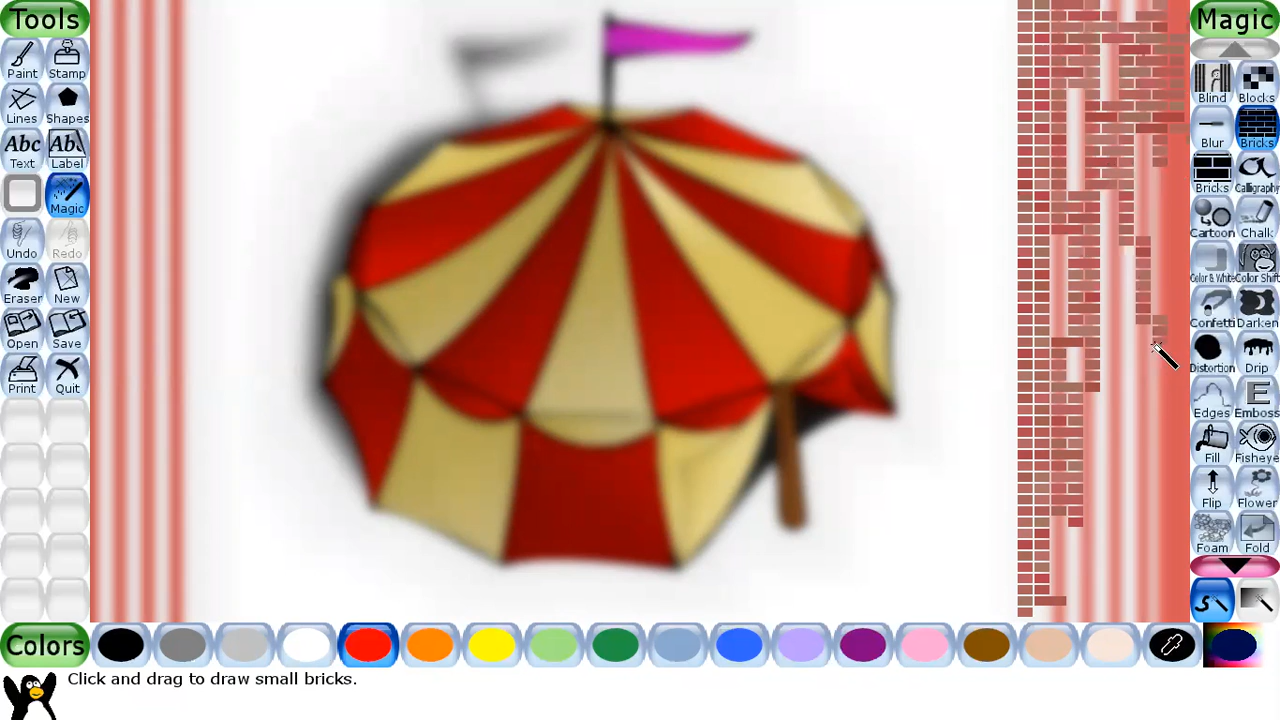 Tools
Magic
Paint
Stamp
Lines
Shapes
Abc
Text
Abc
Label
Magic
Undo
Redo
Eraser
New
Open
Save
Print
Quit
Blind
Blocks
Blur
Bricks
Bricks
Calligraphy
Cartoon
Chalk
Color & White
Color Shift
Confetti
Darken
Distortion
Drip
Edges
Emboss
Fill
Fisheye
Flip
Flower
Foam
Fold
Colors
Click and drag to draw small bricks.